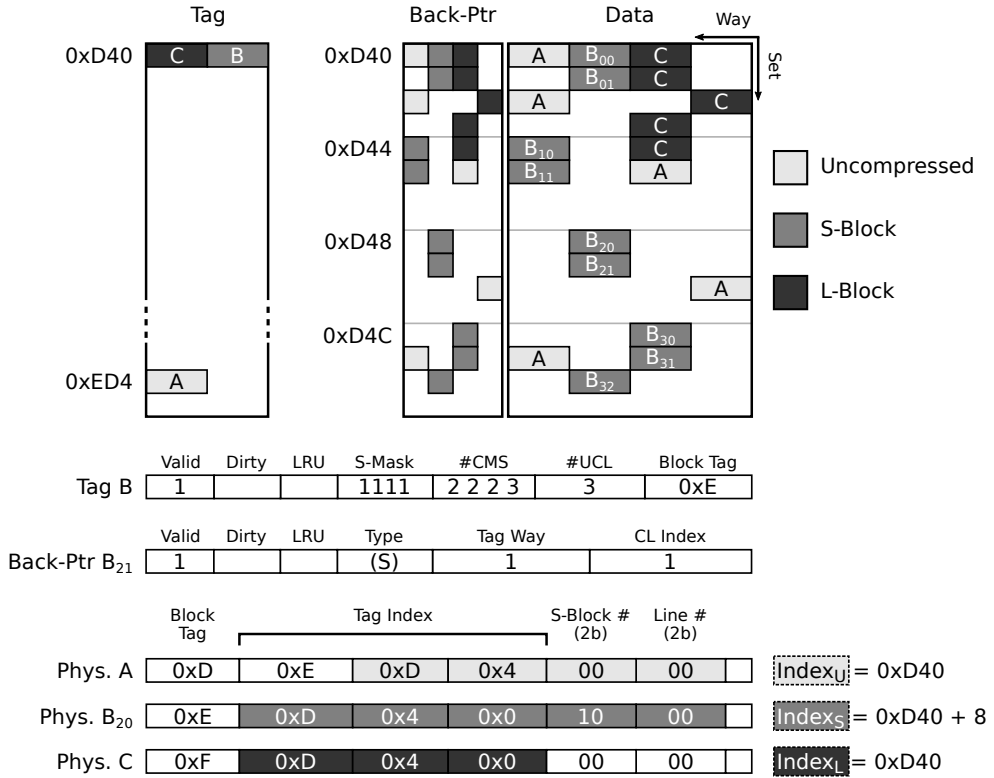 Tag Back-Ptr Data Way
Set
0xD40 C B 0xD40 A B00 C
B01 C
A C
C
0xD44 B10 C
B11 A
0xD48 B20
B21
A
0xD4C B30
A B31
0xED4 A B32
Uncompressed
S-Block
L-Block
Valid Dirty LRU S-Mask #CMS #UCL Block Tag
Tag B 1 1111 2 2 2 3 3 0xE
Valid Dirty LRU Type Tag Way CL Index
Back-Ptr B21 1 (S) 1 1
Block Tag Tag Index S-Block # (2b) Line # (2b)
Phys. A 0xD 0xE 0xD 0x4 00 00 IndexU = 0xD40
Phys. B20 0xE 0xD 0x4 0x0 10 00 IndexS = 0xD40 + 8
Phys. C 0xF 0xD 0x4 0x0 00 00 IndexL = 0xD40